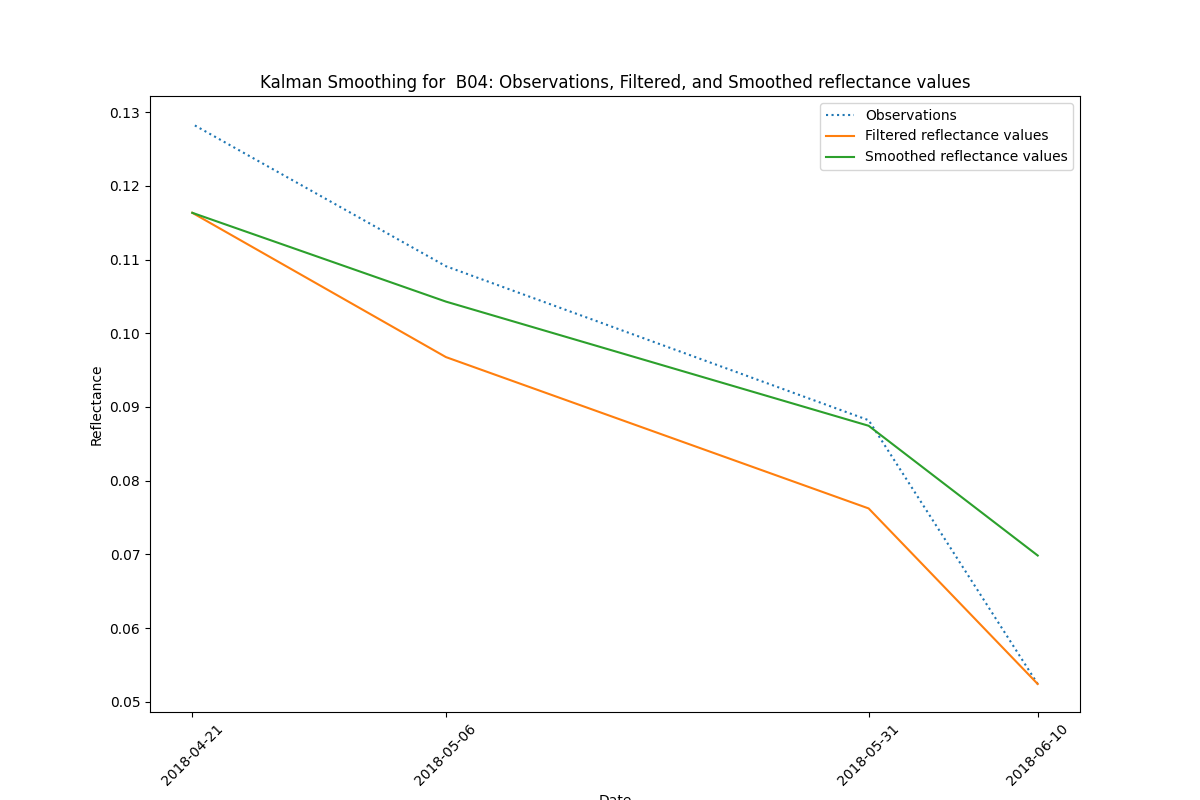 Kalman Smoothing for  B04: Observations, Filtered, and Smoothed reflectance values
Observations
Filtered reflectance values
Smoothed reflectance values
0.13
0.12
0.11
0.10
0.09
0.08
0.07
0.06
0.05
Reflectance
2018-04-21
2018-05-06
2018-05-31
2018-06-10
Date